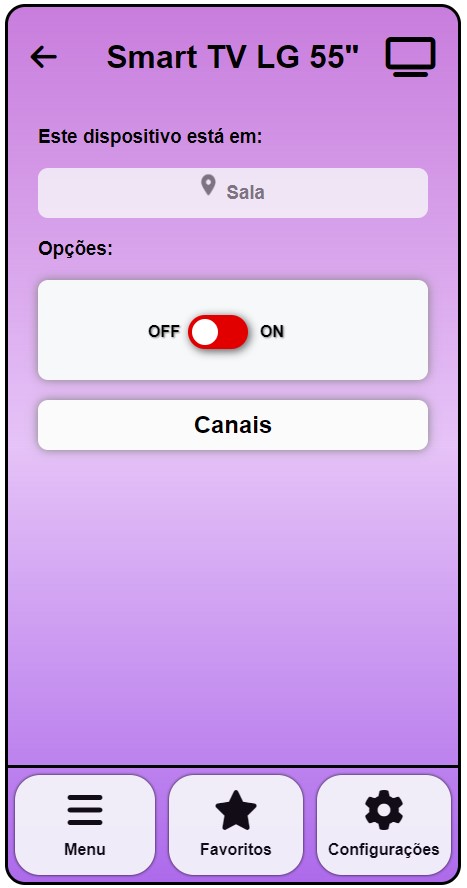 Smart TV LG 55"
Este dispositivo está em:
Sala
Opções:
OFF ON
Canais
Menu Favoritos Configurações